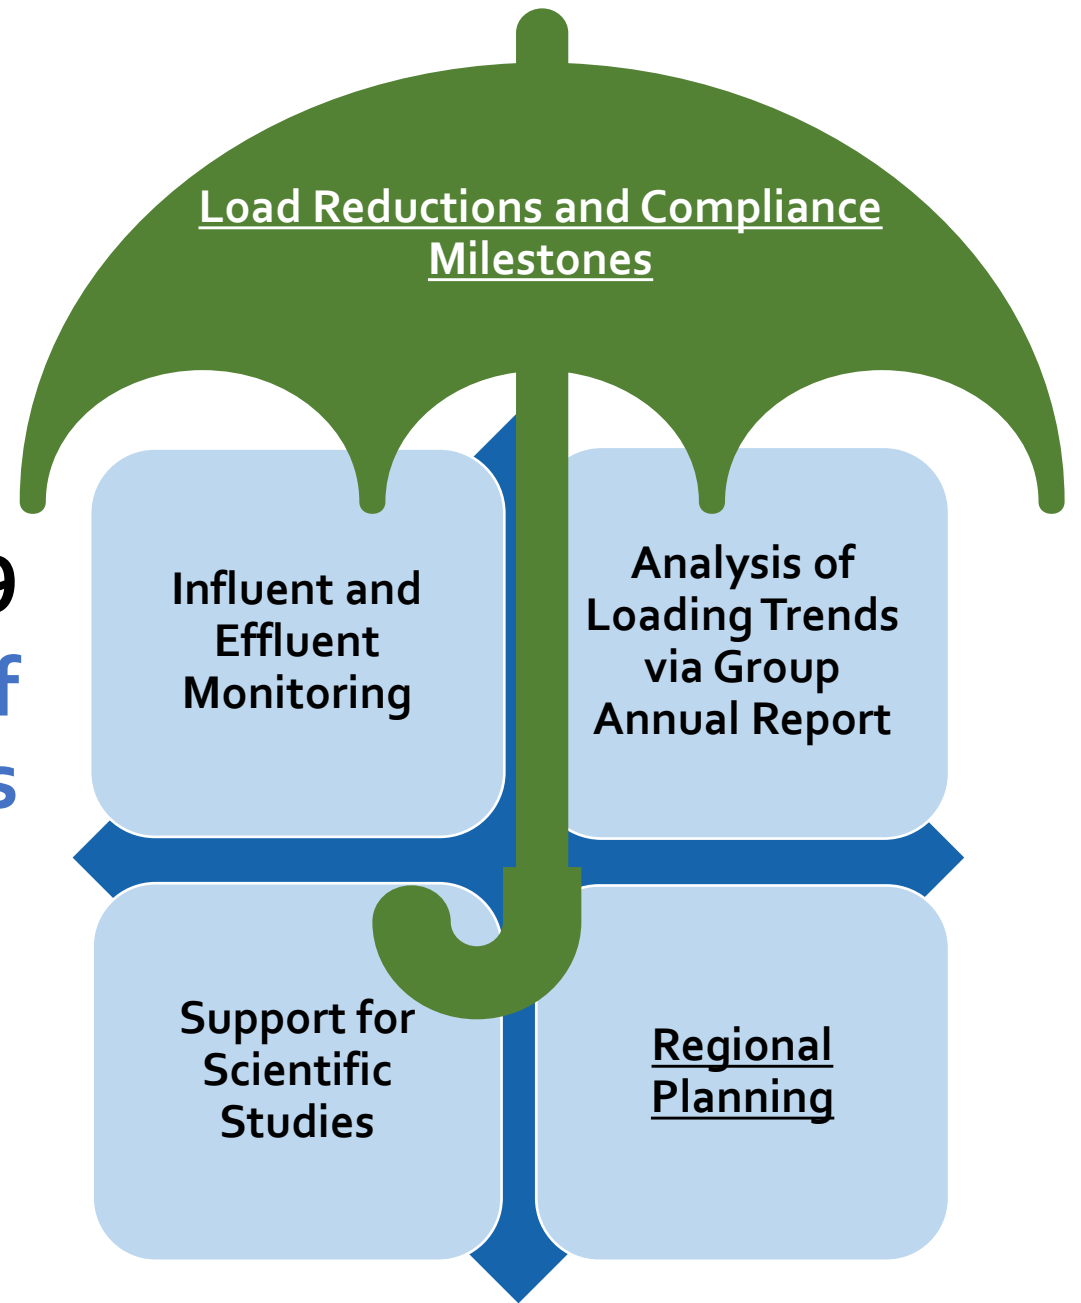 Load Reductions and Compliance
Milestones
9
f
s
Influent and
Effluent
Monitoring
Analysis of
Loading Trends
via Group
Annual Report
Support for
Scientific
Studies
Regional
Planning